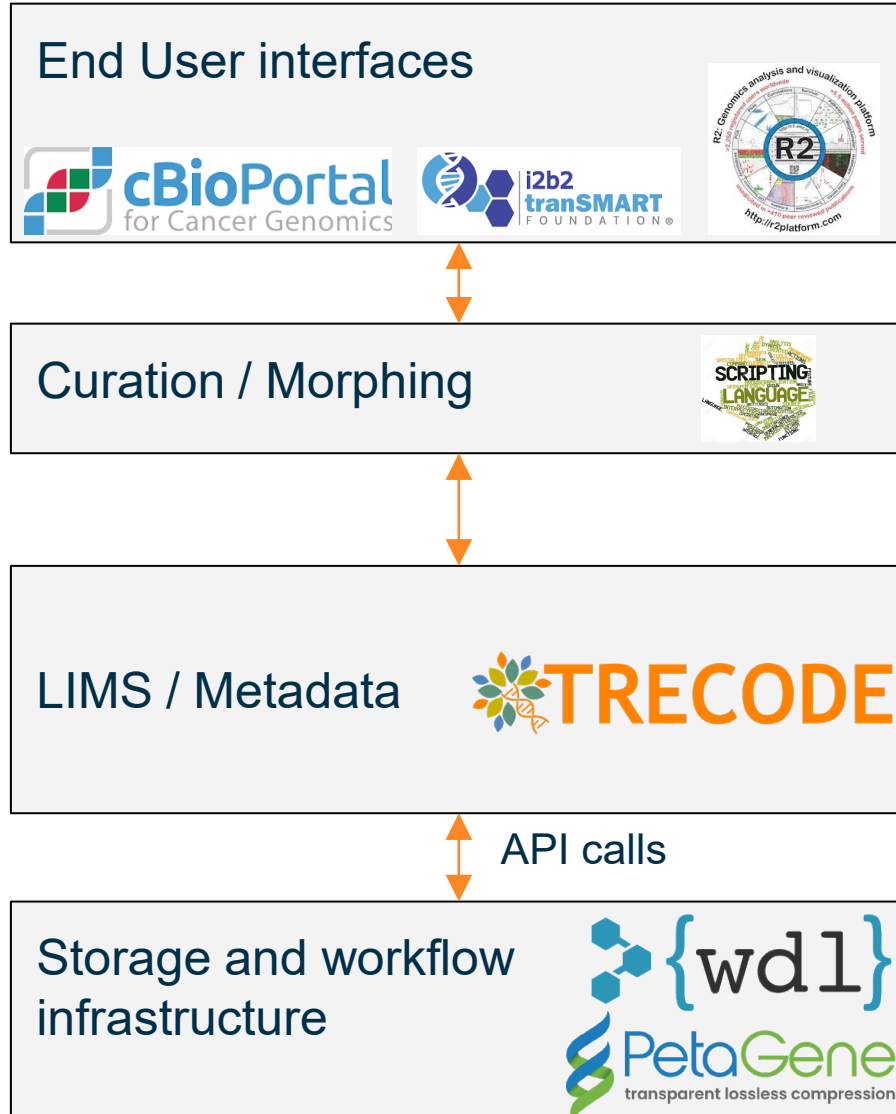 End User interfaces
cBioPortal
for Cancer Genomics
i2b2
tranSMART
FOUNDATION®
R2: Genomics analysis and visualization platform
R2
http://r2platform.com
Curation / Morphing
SCRIPTING
LANGUAGE
LIMS / Metadata
TRECODE
API calls
Storage and workflow
infrastructure
{wdl}
PetaGene
transparent lossless compression